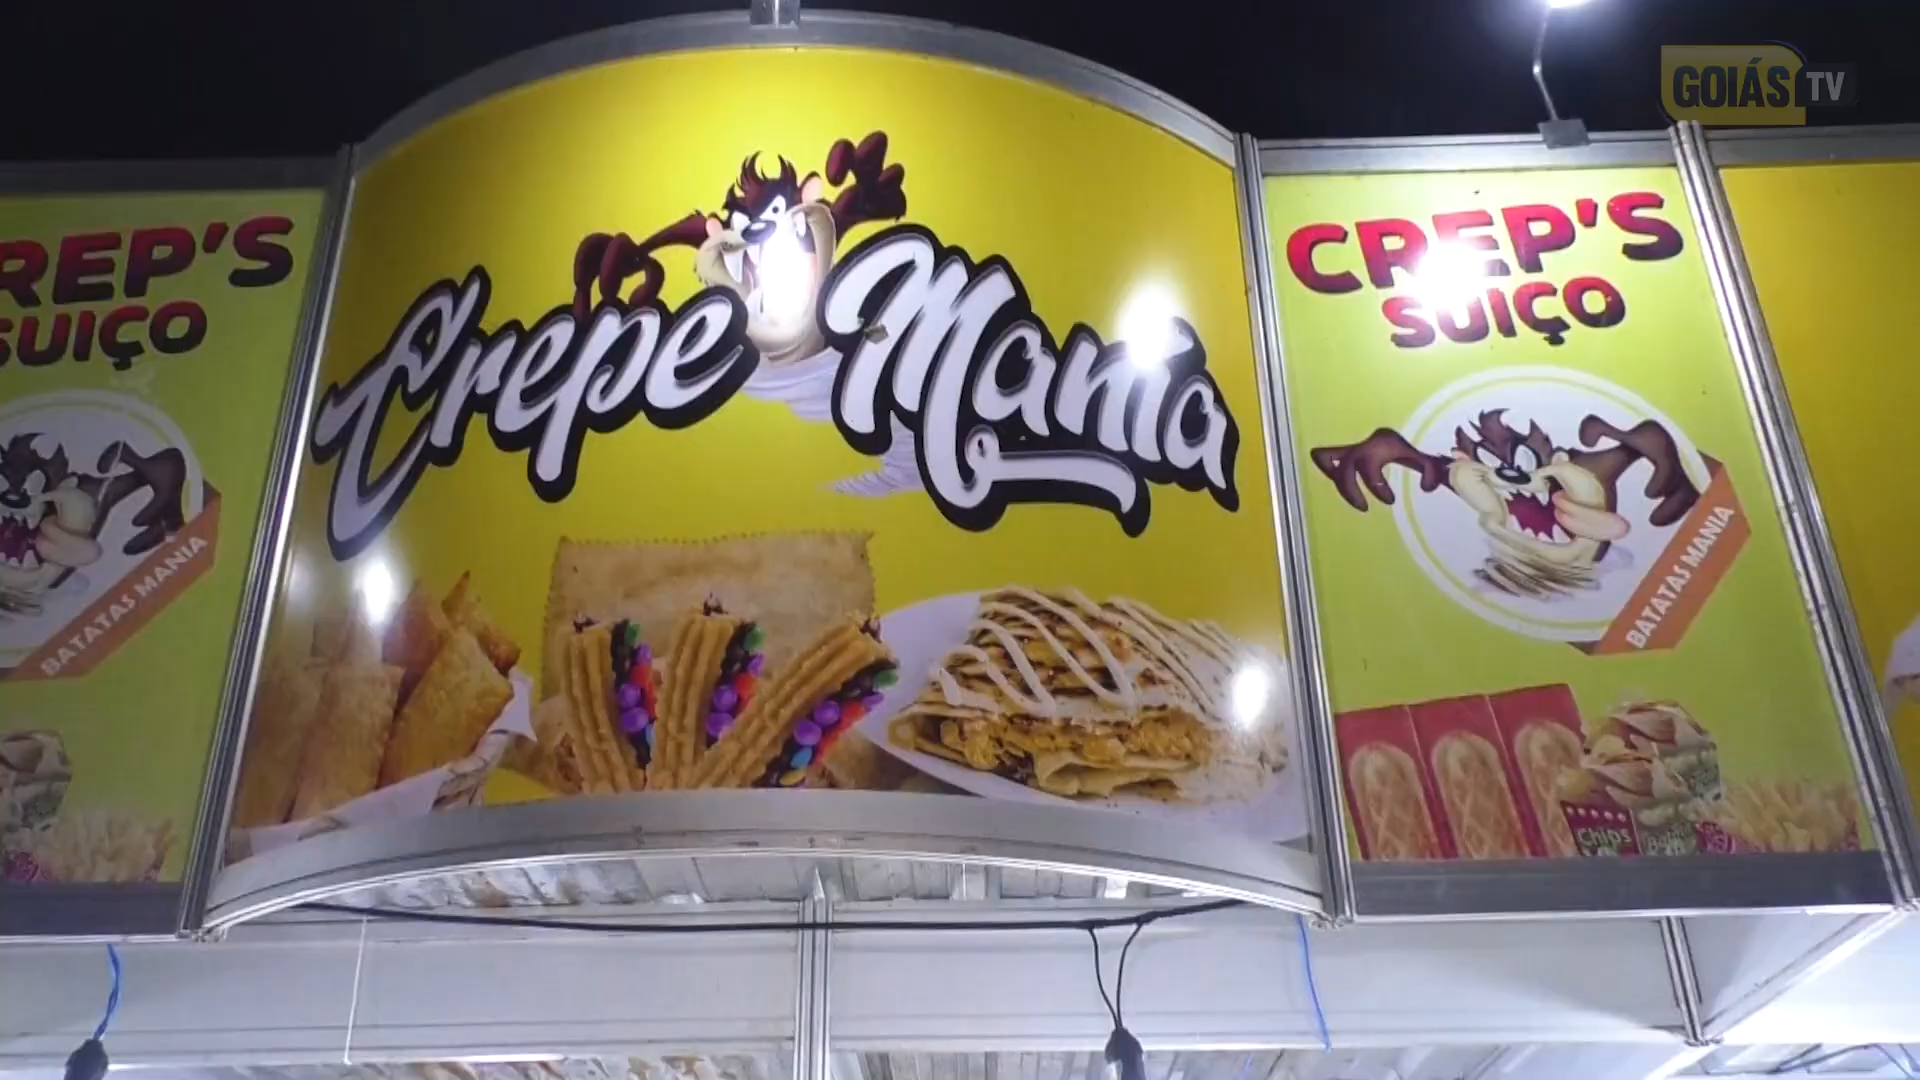 GOIÁS TV
REP'S
SUIÇO
BATATAS MANIA
Crepe Mania
CREP'S
SUIÇO
BATATAS MANIA
Chips